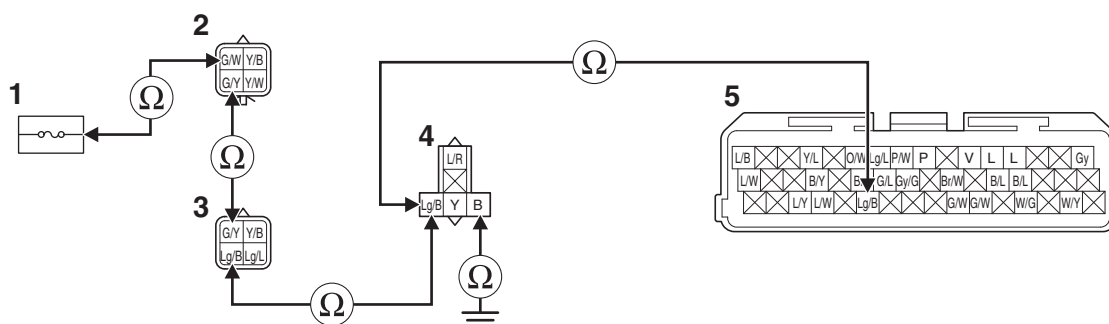 1
Ω
2
G/W Y/B
G/Y Y/W
Ω
3
G/Y Y/B
Lg/B Lg/L
Ω
4
L/R
Lg/B Y B
Ω
Ω
5
L/B Y/L O/W Lg/L P/W P V L L Gy
L/W B/Y G/L Gy/G Br/W B/L B/L
L/Y L/W Lg/B G/W G/W W/G W/Y